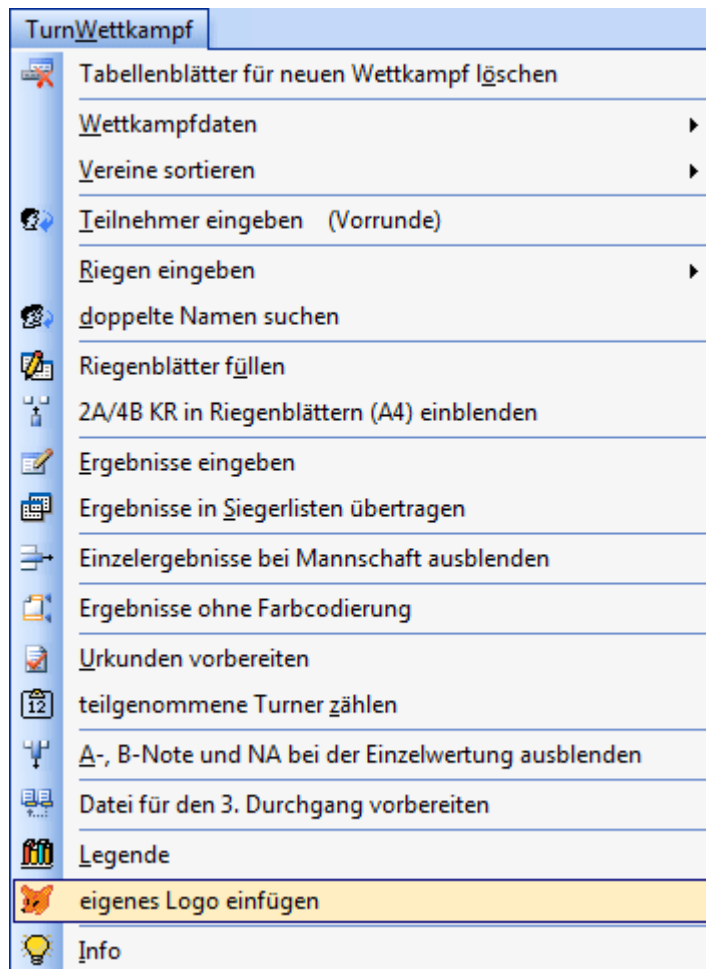 TurnWettkampf
Tabellenblätter für neuen Wettkampf löschen
Wettkampfdaten
Vereine sortieren
Teilnehmer eingeben (Vorrunde)
Riegen eingeben
doppelte Namen suchen
Riegenblätter füllen
2A/4B KR in Riegenblättern (A4) einblenden
Ergebnisse eingeben
Ergebnisse in Siegerlisten übertragen
Einzelergebnisse bei Mannschaft ausblenden
Ergebnisse ohne Farbcodierung
Urkunden vorbereiten
12 teilgenommene Turner zählen
A-, B-Note und NA bei der Einzelwertung ausblenden
Datei für den 3. Durchgang vorbereiten
Legende
eigenes Logo einfügen
Info